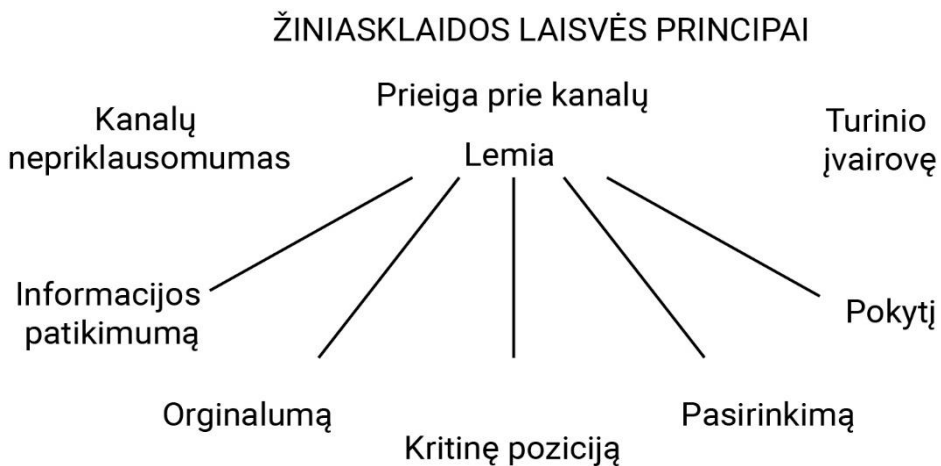 ŽINIASKLAIDOS LAISVĖS PRINCIPAI
Kanalų
nepriklausomumas
Prieiga prie kanalų
Lemia
Turinio
įvairovę
Informacijos
patikimumą
Orginalumą
Kritinę poziciją
Pasirinkimą
Pokytį